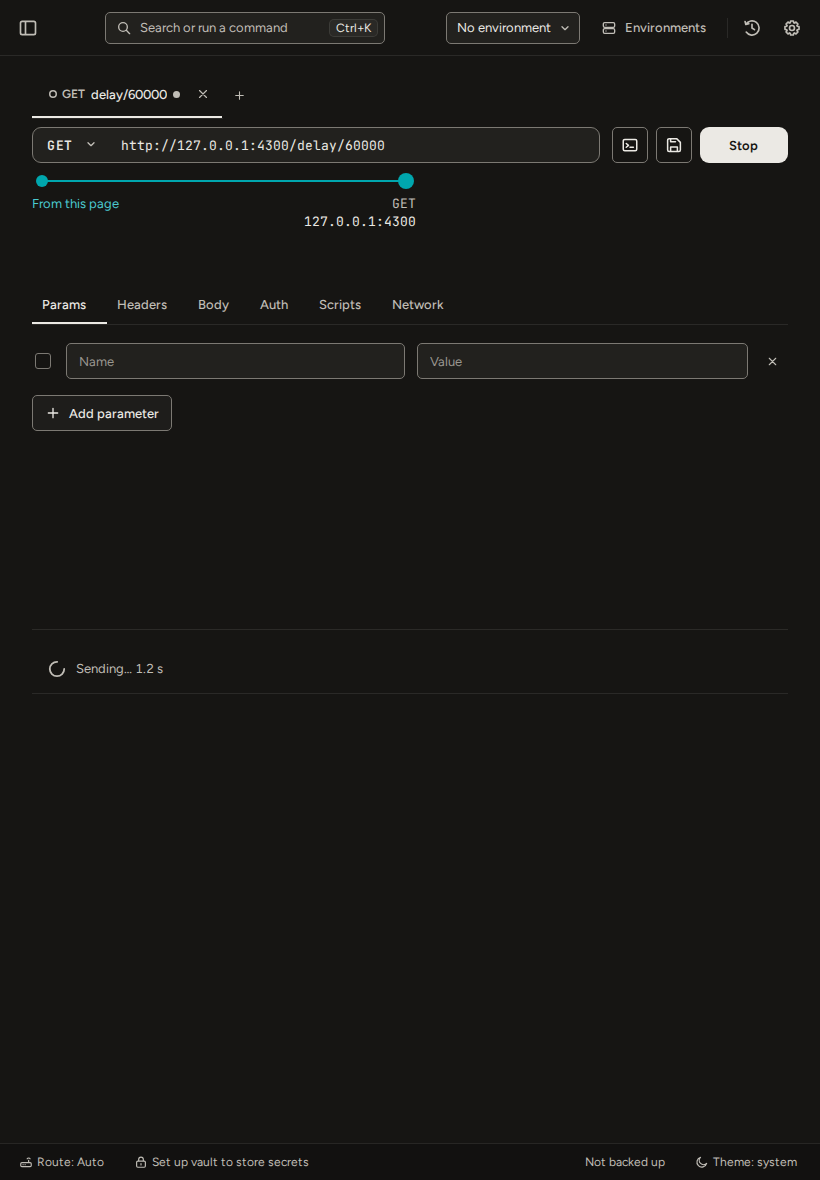 Search or run a command Ctrl+K No environment Environments
GET delay/60000
GET http://127.0.0.1:4300/delay/60000 Stop
From this page GET
127.0.0.1:4300
Params Headers Body Auth Scripts Network
Name Value
Add parameter
Sending... 1.2 s
Route: Auto Set up vault to store secrets Not backed up Theme: system